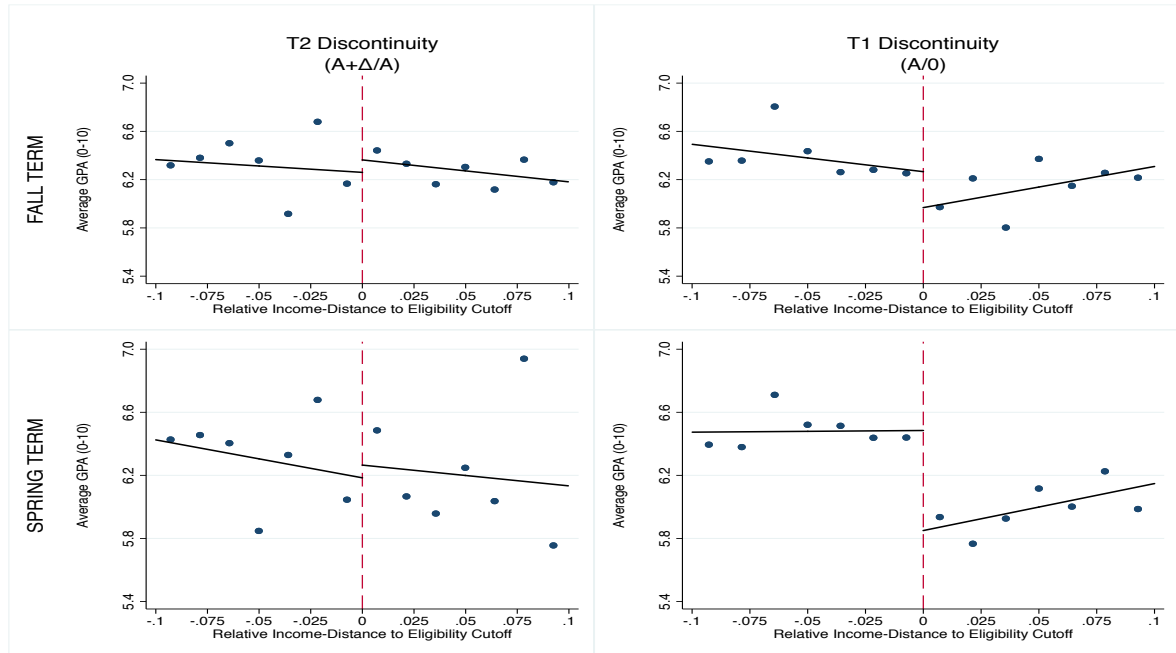 T2 Discontinuity
(A+Δ/A)
T1 Discontinuity
(A/0)
FALL TERM
Average GPA (0-10)
7.0
6.6
6.2
5.8
5.4
-.1 -.075 -.05 -.025 0 .025 .05 .075 .1
Relative Income-Distance to Eligibility Cutoff
Average GPA (0-10)
7.0
6.6
6.2
5.8
5.4
-.1 -.075 -.05 -.025 0 .025 .05 .075 .1
Relative Income-Distance to Eligibility Cutoff
SPRING TERM
Average GPA (0-10)
7.0
6.6
6.2
5.8
5.4
-.1 -.075 -.05 -.025 0 .025 .05 .075 .1
Relative Income-Distance to Eligibility Cutoff
Average GPA (0-10)
7.0
6.6
6.2
5.8
5.4
-.1 -.075 -.05 -.025 0 .025 .05 .075 .1
Relative Income-Distance to Eligibility Cutoff